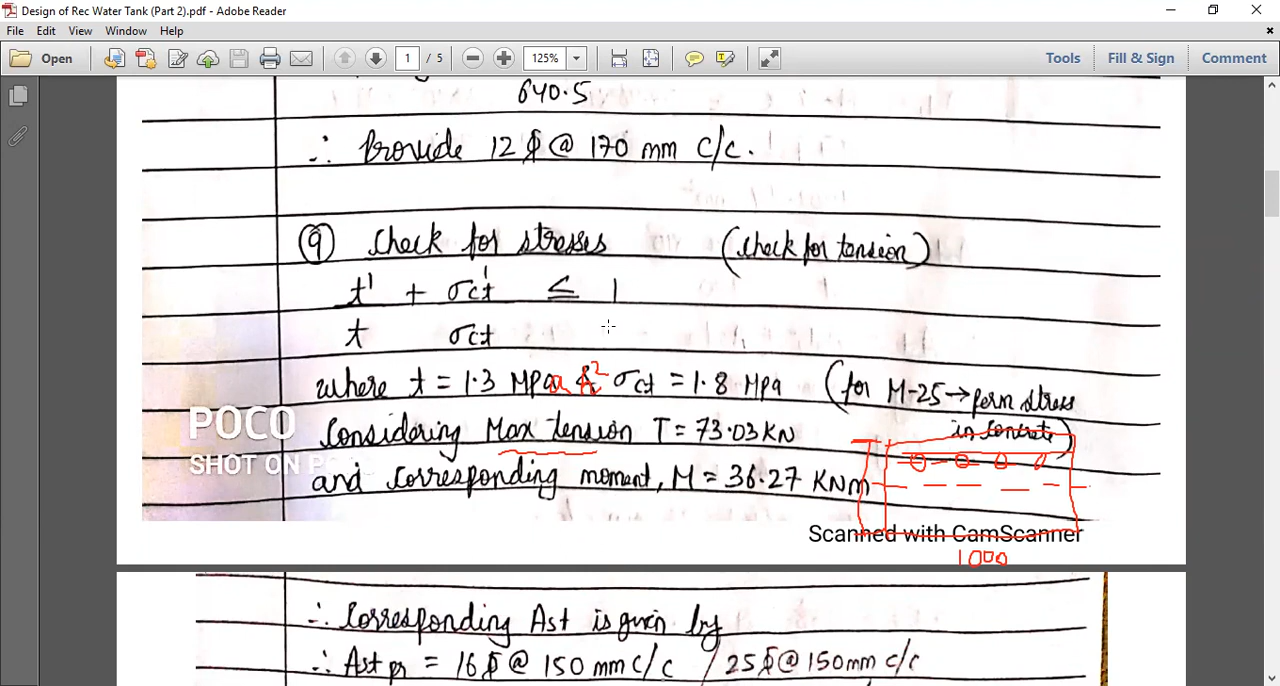 Design of Rec Water Tank (Part 2).pdf - Adobe Reader
File Edit View Window Help
Open 1 / 5 125% Tools Fill & Sign Comment
640.5
∴ Provide 12 φ @ 170 mm c/c.
⑨ Check for stresses (Check for tension)
t' + σct' ≤ 1
t σct
where t = 1.3 MPa & σct = 1.8 MPa (for M-25 → perm stress
in concrete)
POCO
Considering Max tension T = 73.03 KN
SHOT ON
and corresponding moment, M = 36.27 KNm
Scanned with CamScanner
1000
∴ Corresponding Ast is given by
∴ Ast pr = 16 φ @ 150 mm c/c / 25 φ @ 150 mm c/c